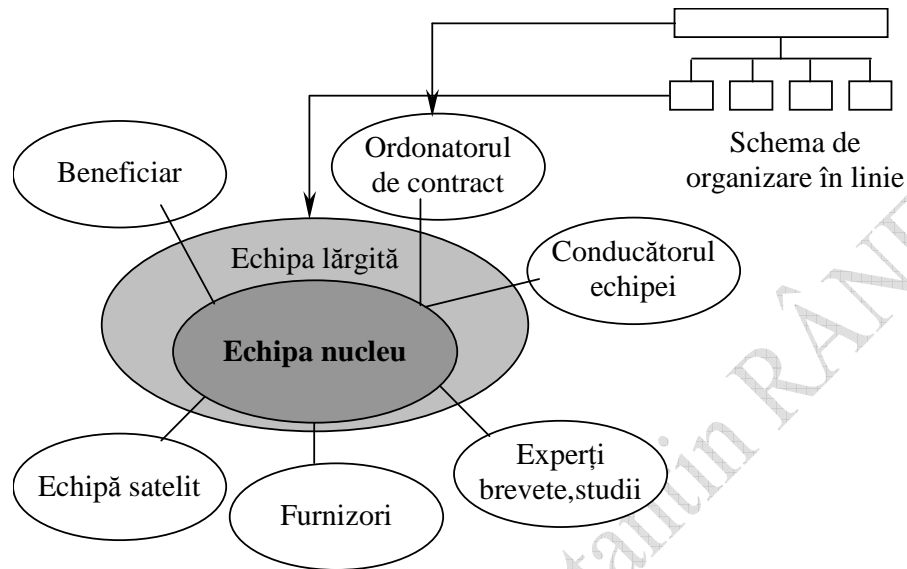 Schema de
organizare în linie
Beneficiar
Ordonatorul
de contract
Echipa lărgită
Conducătorul
echipei
Echipa nucleu
Echipă satelit
Furnizori
Experți
brevete,studii